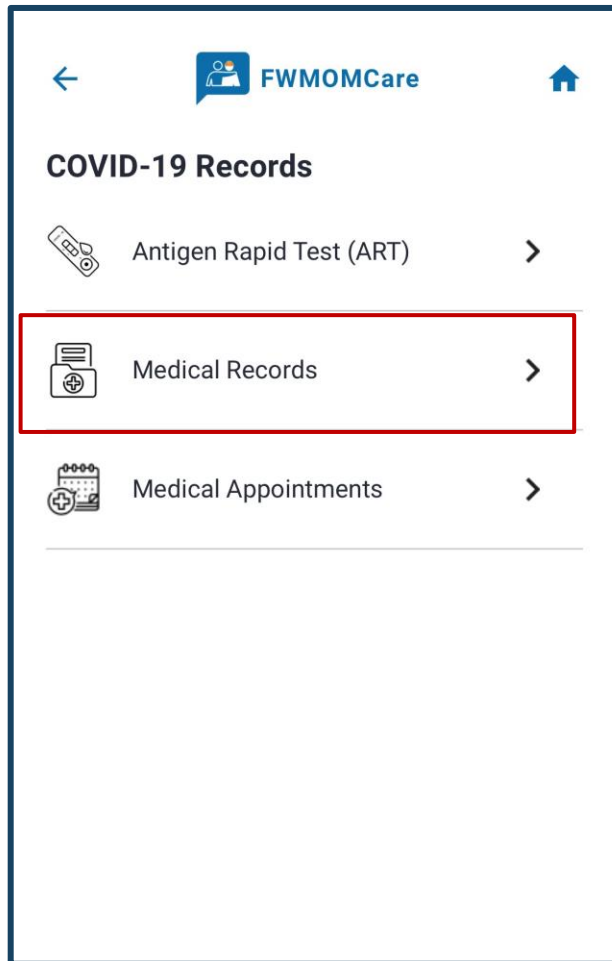 FWMOMCare
COVID-19 Records
Antigen Rapid Test (ART)
Medical Records
Medical Appointments